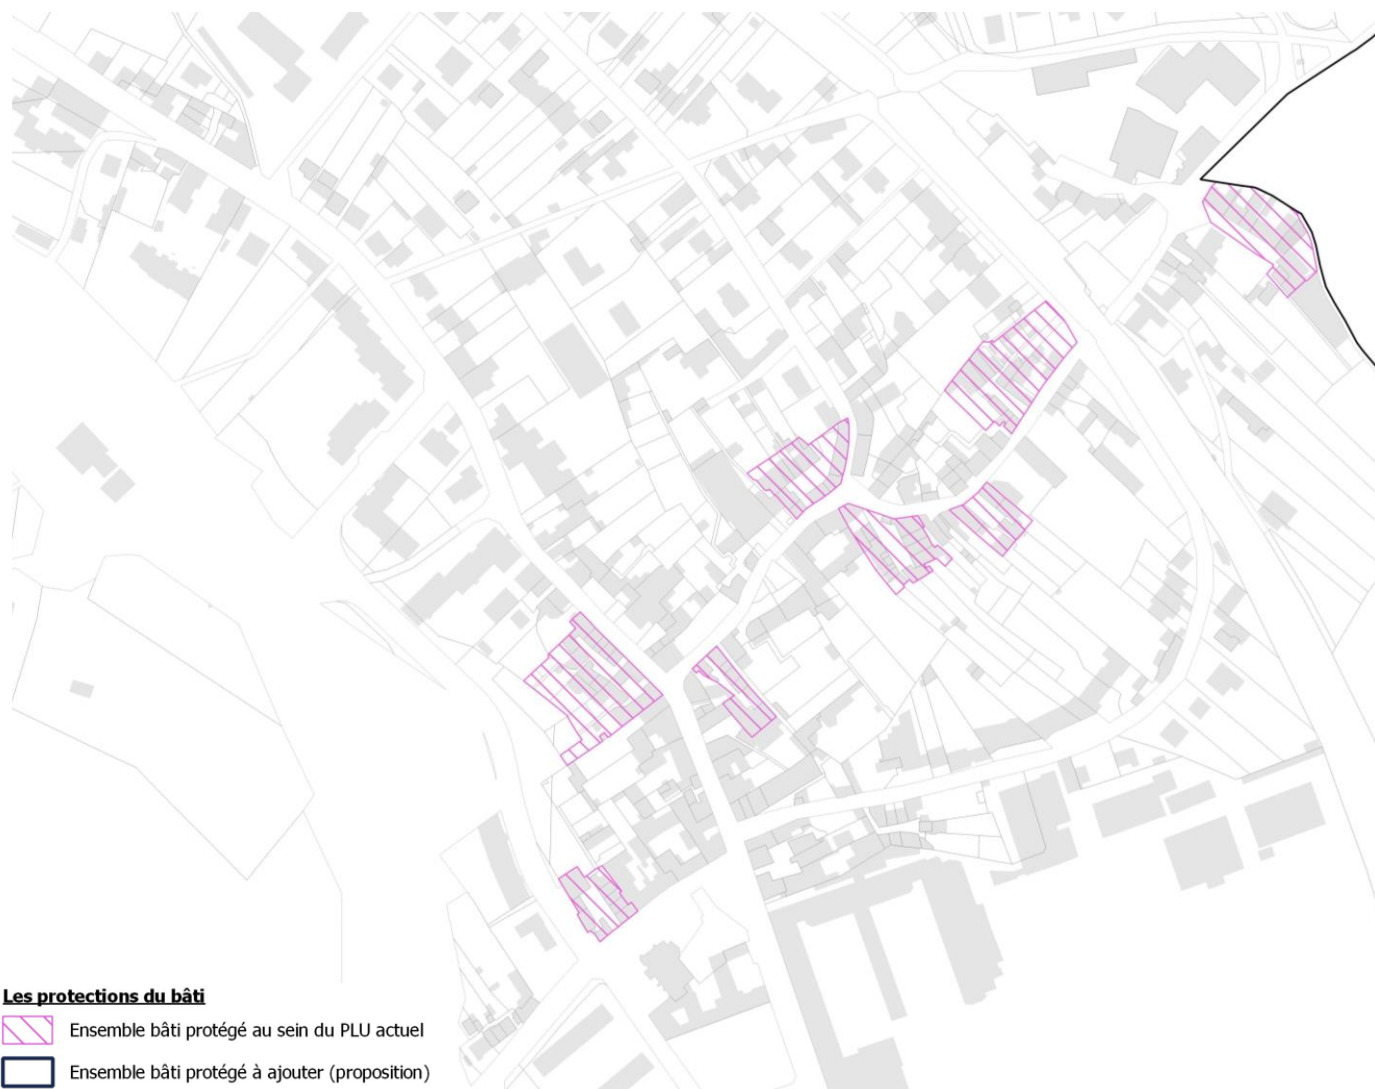 Les protections du bâti
Ensemble bâti protégé au sein du PLU actuel
Ensemble bâti protégé à ajouter (proposition)